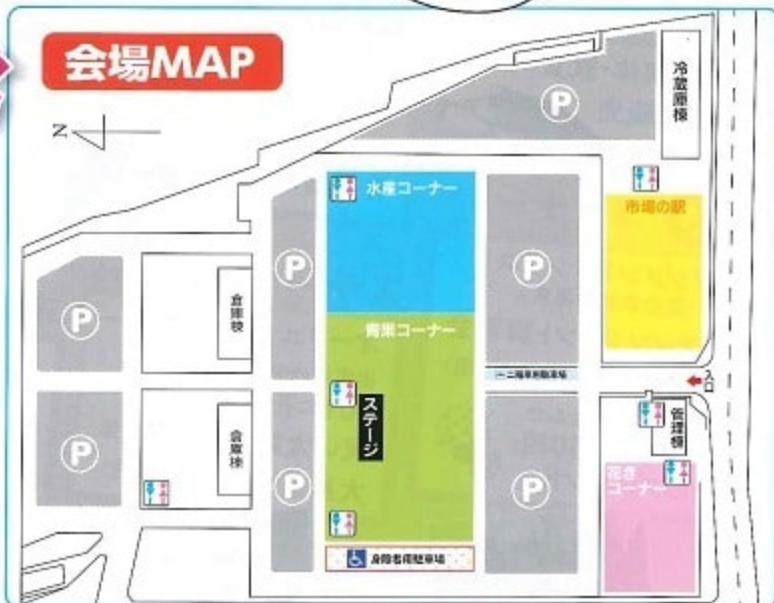 会場MAP
N
P
冷蔵庫棟
水産コーナー
市場の駅
P
P
P
倉庫棟
青果コーナー
二輪車用駐車場
入口
ステージ
管理棟
P
倉庫棟
P
P
花き
コーナー
身障者用駐車場